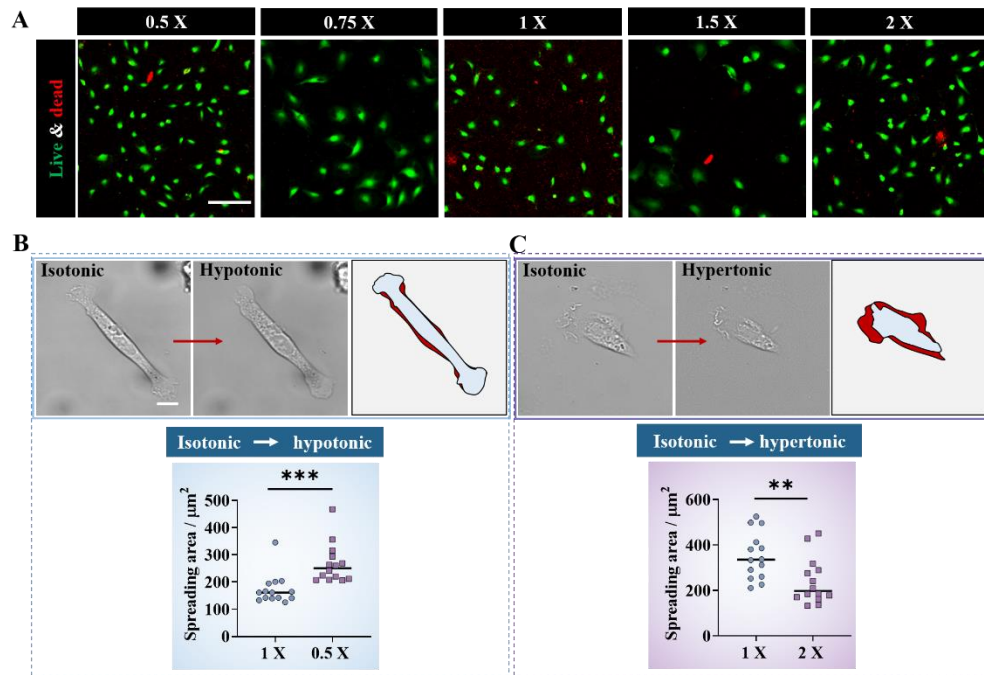 A
0.5 X
0.75 X
1 X
1.5 X
2 X
Live & dead
B
Isotonic
Hypotonic
Isotonic → hypotonic
***
Spreading area / μm²
500
400
300
200
100
0
1 X
0.5 X
C
Isotonic
Hypertonic
Isotonic → hypertonic
**
Spreading area / μm²
600
400
200
0
1 X
2 X